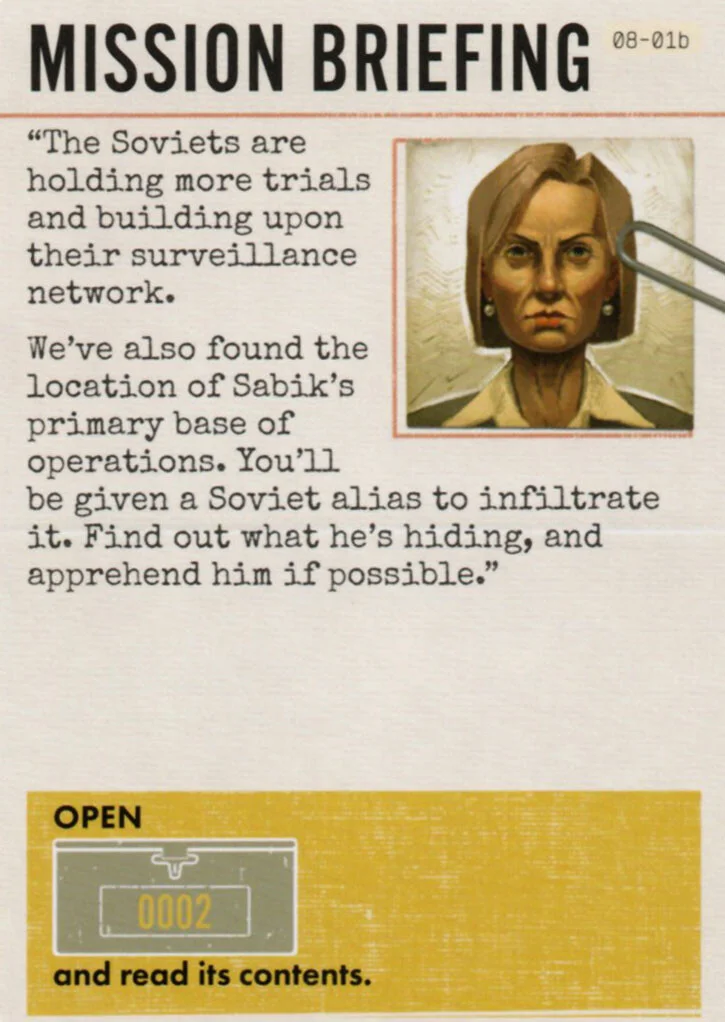 MISSION BRIEFING
08-01b
“The Soviets are
holding more trials
and building upon
their surveillance
network.
We’ve also found the
location of Sabik’s
primary base of
operations. You’ll
be given a Soviet alias to infiltrate
it. Find out what he’s hiding, and
apprehend him if possible.”
OPEN
0002
and read its contents.